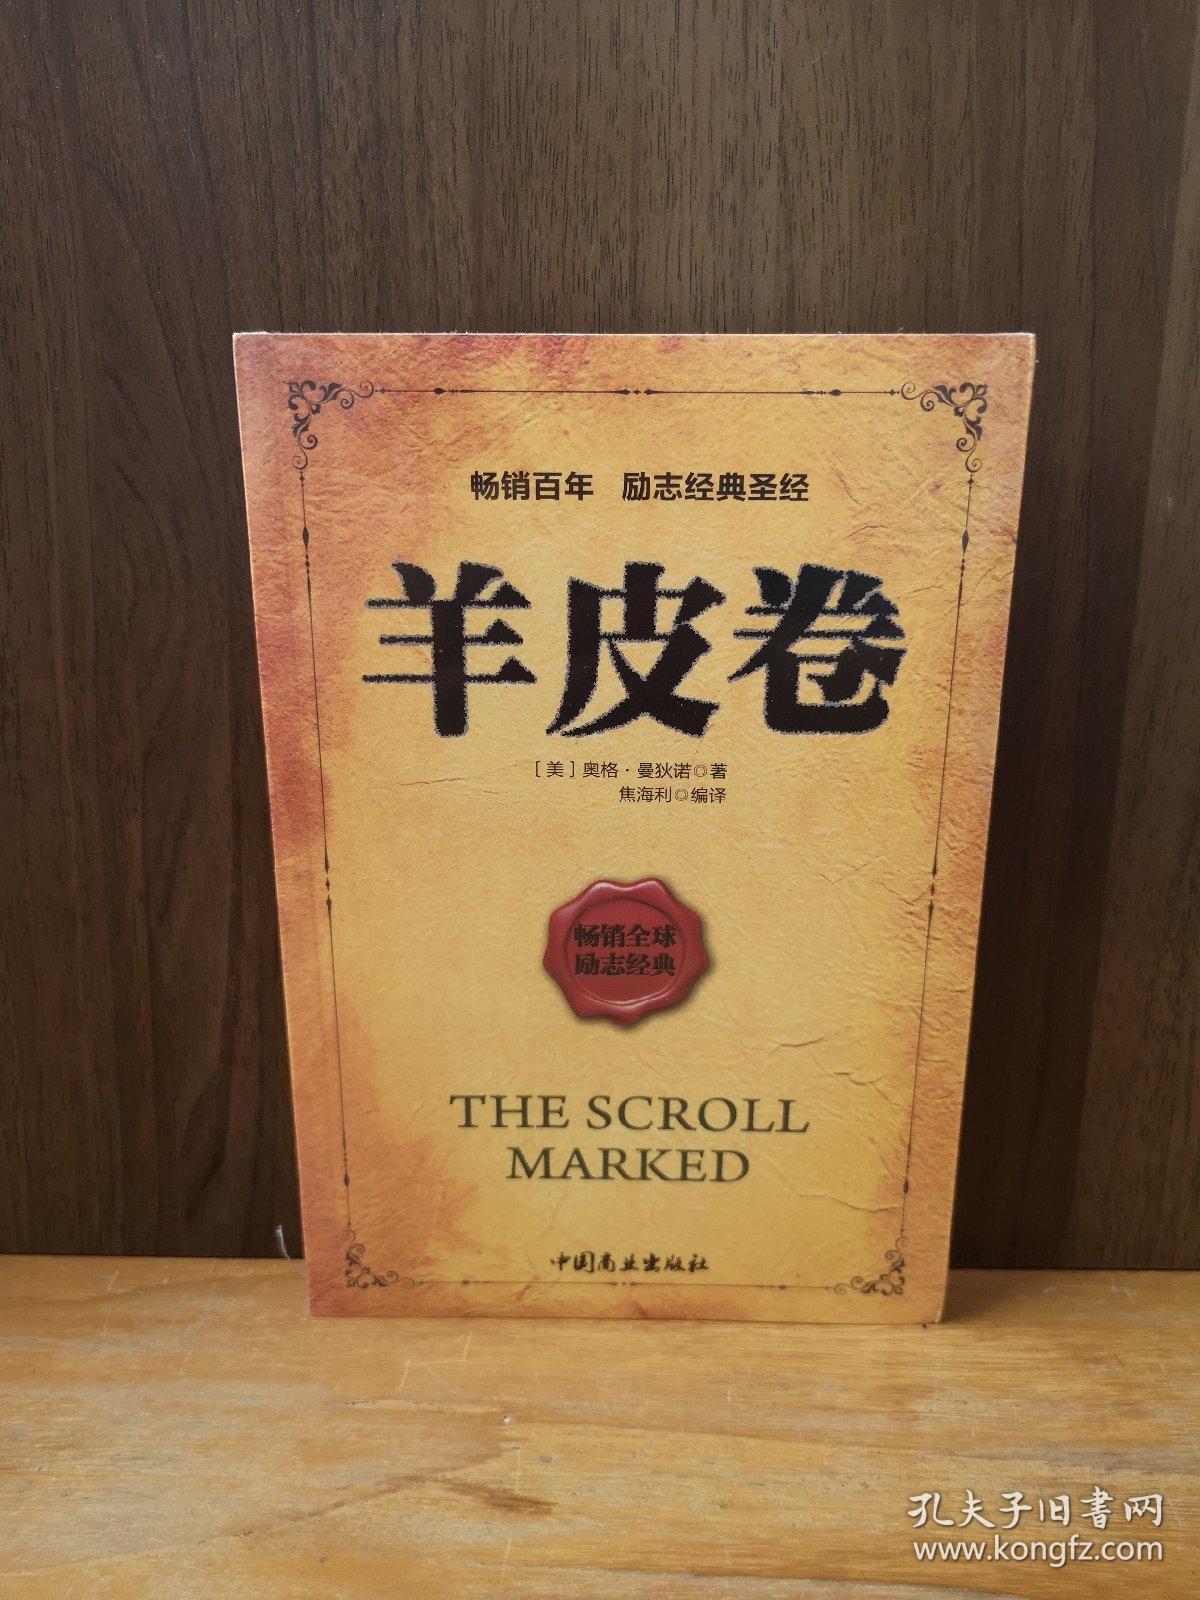 畅销百年 励志经典圣经
羊皮卷
[美]奥格·曼狄诺◎著
焦海利◎编译
畅销全球
励志经典
THE SCROLL
MARKED
中国商业出版社
孔夫子旧書网
www.kongfz.com